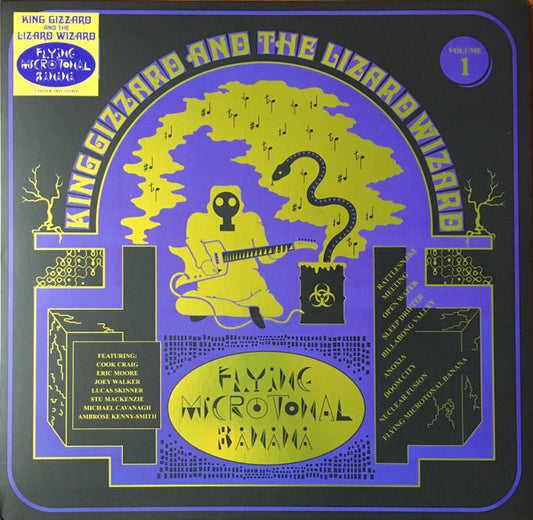 KING GIZZARD
AND THE
LIZARD WIZARD
FLYING
MICROTONAL
BANANA
KING GIZZARD AND THE LIZARD WIZARD
VOLUME
1
RATTLESNAKE
MELTING
OPEN WATER
SLEEP DRIFTER
BILLABONG VALLEY
ANOXIA
DOOM CITY
NUCLEAR FUSION
FLYING MICROTONAL BANANA
FEATURING:
COOK CRAIG
ERIC MOORE
JOEY WALKER
LUCAS SKINNER
STU MACKENZIE
MICHAEL CAVANAGH
AMBROSE KENNY-SMITH
FLYING
MICROTONAL
BANANA